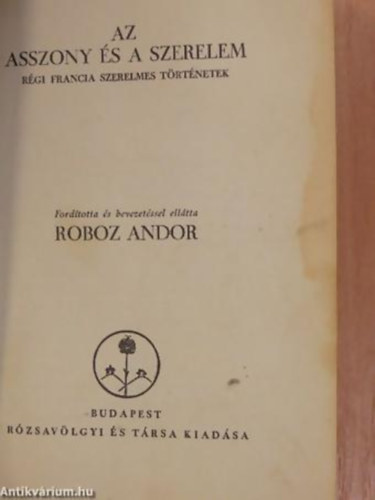 AZ
ASSZONY ÉS A SZERELEM
RÉGI FRANCIA SZERELMES TÖRTÉNETEK
Fordította és bevezetéssel ellátta
ROBOZ ANDOR
BUDAPEST
RÓZSAVÖLGYI ÉS TÁRSA KIADÁSA
Antikvárium.hu